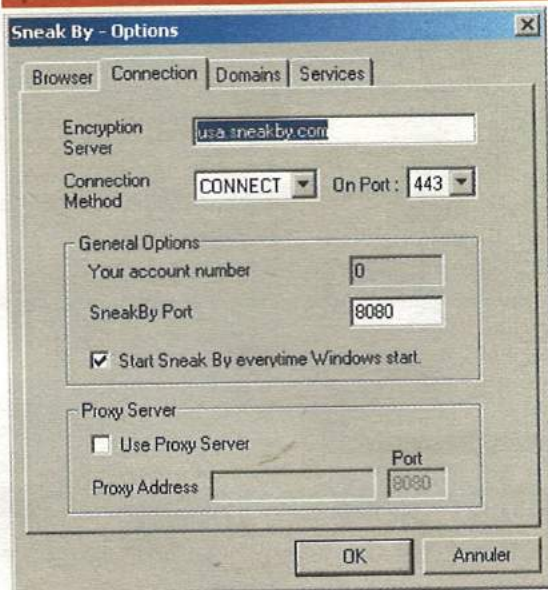 Sneak By - Options
Browser Connection Domains Services
Encryption Server usa.sneakby.com
Connection Method CONNECT On Port : 443
General Options
Your account number 0
SneakBy Port 8080
Start Sneak By everytime Windows start.
Proxy Server
Use Proxy Server
Port
Proxy Address 8080
OK Annuler